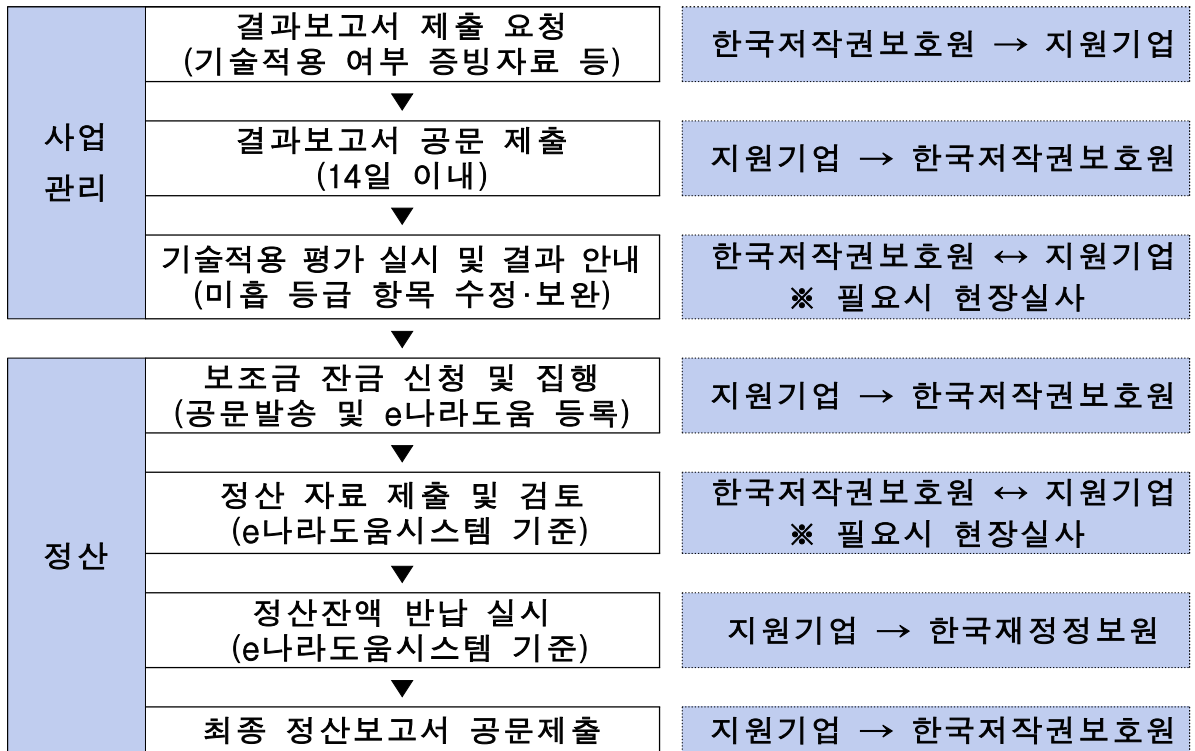 사업
관리
결과보고서 제출 요청
(기술적용 여부 증빙자료 등)
한국저작권보호원 → 지원기업
▼
결과보고서 공문 제출
(14일 이내)
지원기업 → 한국저작권보호원
▼
기술적용 평가 실시 및 결과 안내
(미흡 등급 항목 수정·보완)
한국저작권보호원 ↔ 지원기업
※ 필요시 현장실사
▼
정산
보조금 잔금 신청 및 집행
(공문발송 및 e나라도움 등록)
지원기업 → 한국저작권보호원
▼
정산 자료 제출 및 검토
(e나라도움시스템 기준)
한국저작권보호원 ↔ 지원기업
※ 필요시 현장실사
▼
정산잔액 반납 실시
(e나라도움시스템 기준)
지원기업 → 한국재정정보원
▼
최종 정산보고서 공문제출
지원기업 → 한국저작권보호원